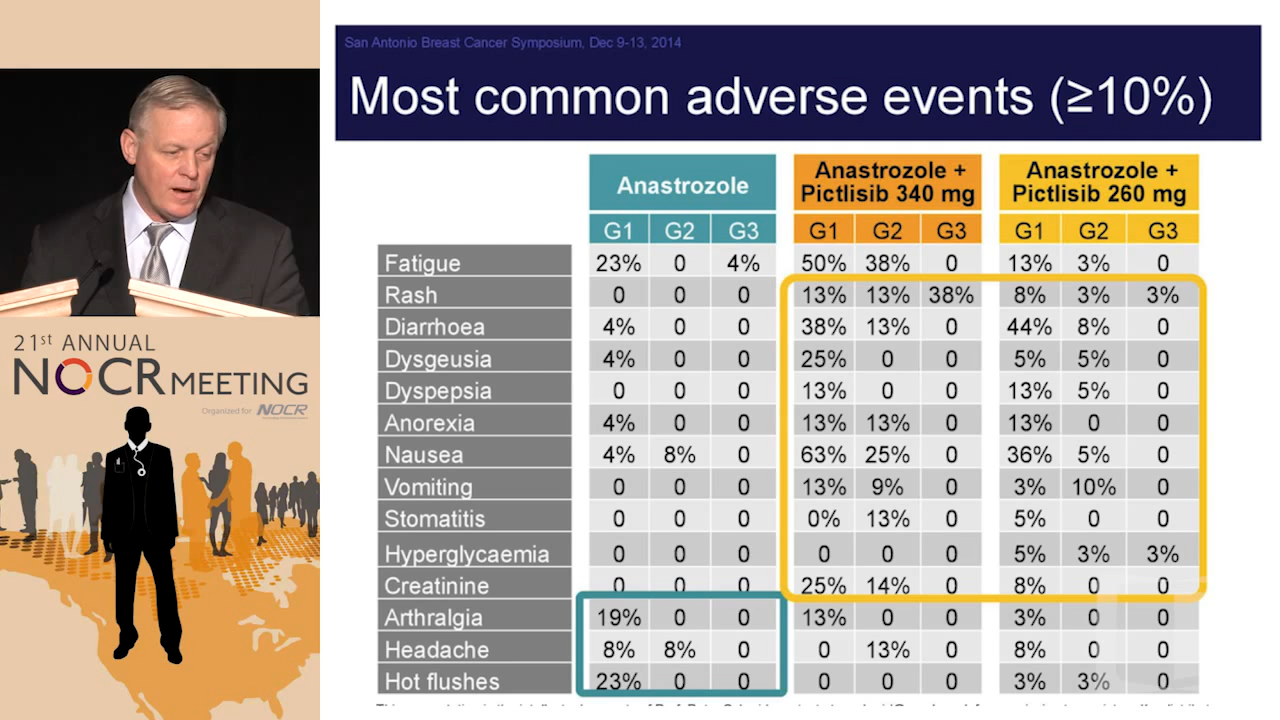 San Antonio Breast Cancer Symposium, Dec 9-13, 2014
Most common adverse events (≥10%)
Anastrozole
Anastrozole +
Pictlisib 340 mg
Anastrozole +
Pictlisib 260 mg
G1 G2 G3 G1 G2 G3 G1 G2 G3
Fatigue 23% 0 4% 50% 38% 0 13% 3% 0
Rash 0 0 0 13% 13% 38% 8% 3% 3%
Diarrhoea 4% 0 0 38% 13% 0 44% 8% 0
Dysgeusia 4% 0 0 25% 0 0 5% 5% 0
Dyspepsia 0 0 0 13% 0 0 13% 5% 0
Anorexia 4% 0 0 13% 13% 0 13% 0 0
Nausea 4% 8% 0 63% 25% 0 36% 5% 0
Vomiting 0 0 0 13% 9% 0 3% 10% 0
Stomatitis 0 0 0 0% 13% 0 5% 0 0
Hyperglycaemia 0 0 0 0 0 0 5% 3% 3%
Creatinine 0 0 0 25% 14% 0 8% 0 0
Arthralgia 19% 0 0 13% 0 0 3% 0 0
Headache 8% 8% 0 0 13% 0 8% 0 0
Hot flushes 23% 0 0 0 0 0 3% 3% 0
21st ANNUAL
NOCR MEETING
Organized for NOCR